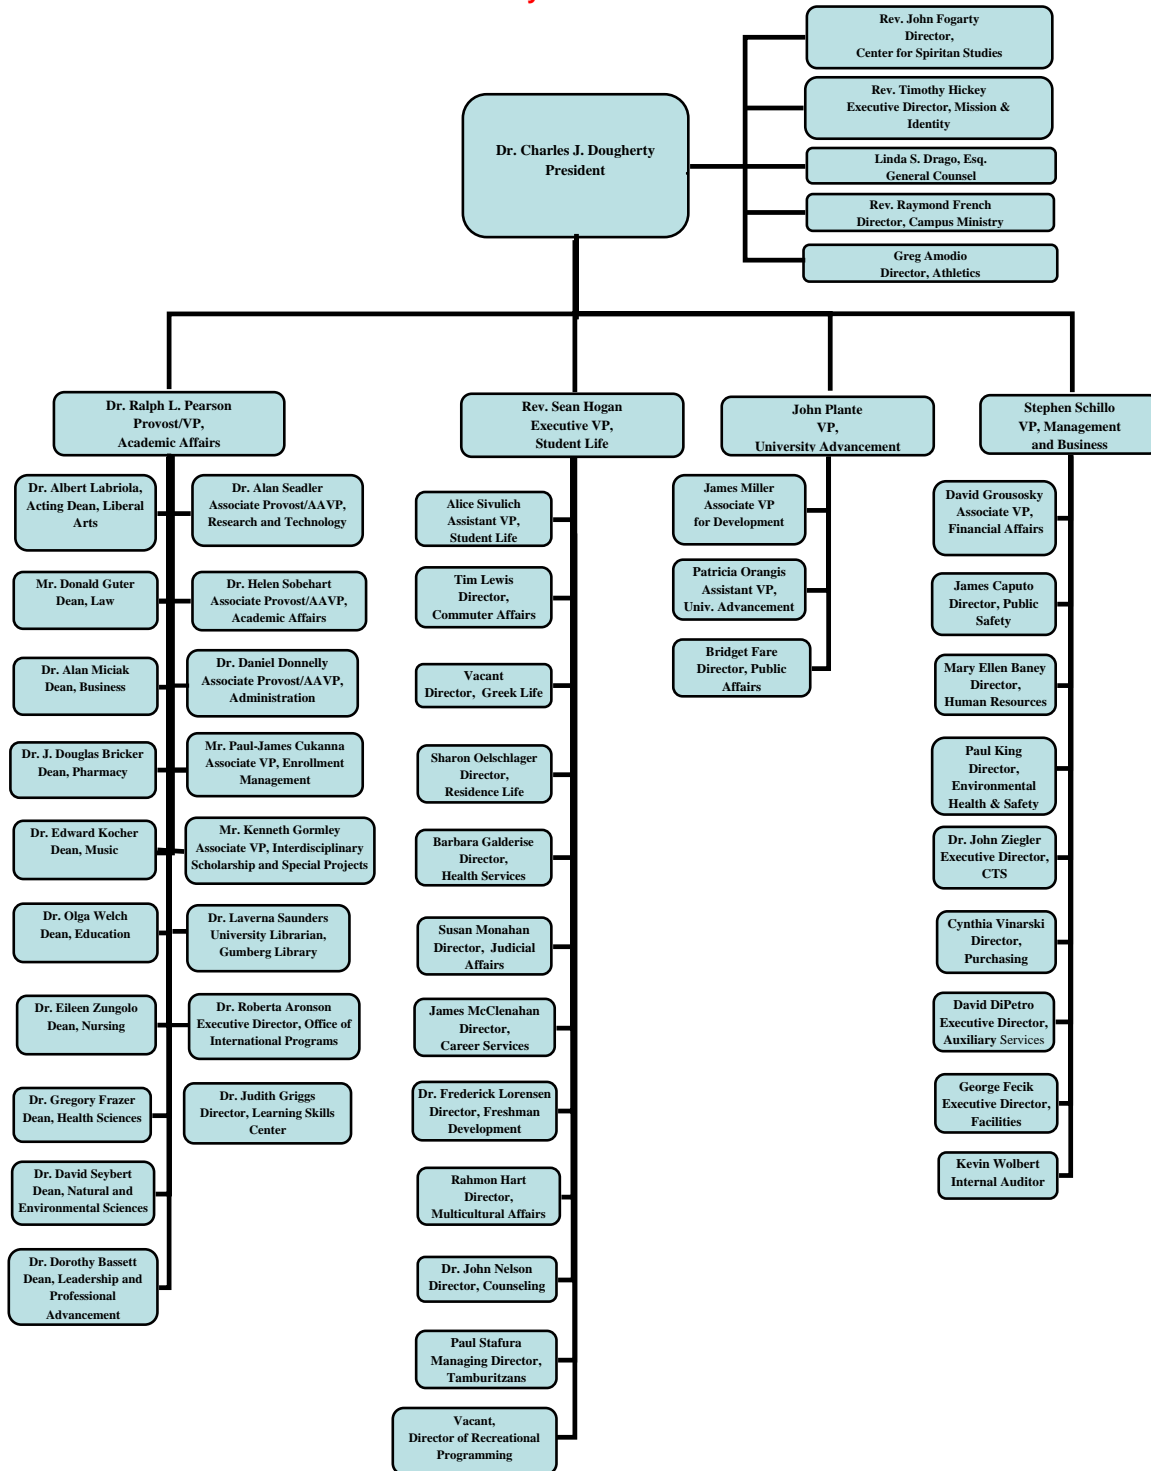 Rev. John Fogarty
Director,
Center for Spiritan Studies
Rev. Timothy Hickey
Executive Director, Mission &
Identity
Dr. Charles J. Dougherty
President
Linda S. Drago, Esq.
General Counsel
Rev. Raymond French
Director, Campus Ministry
Greg Amodio
Director, Athletics
Dr. Ralph L. Pearson
Provost/VP,
Academic Affairs
Rev. Sean Hogan
Executive VP,
Student Life
John Plante
VP,
University Advancement
Stephen Schillo
VP, Management
and Business
Dr. Albert Labriola,
Acting Dean, Liberal
Arts
Mr. Donald Guter
Dean, Law
Dr. Alan Miciak
Dean, Business
Dr. J. Douglas Bricker
Dean, Pharmacy
Dr. Edward Kocher
Dean, Music
Dr. Olga Welch
Dean, Education
Dr. Eileen Zungolo
Dean, Nursing
Dr. Gregory Frazer
Dean, Health Sciences
Dr. David Seybert
Dean, Natural and
Environmental Sciences
Dr. Dorothy Bassett
Dean, Leadership and
Professional
Advancement
Dr. Alan Seadler
Associate Provost/AAVP,
Research and Technology
Dr. Helen Sobehart
Associate Provost/AAVP,
Academic Affairs
Dr. Daniel Donnelly
Associate Provost/AAVP,
Administration
Mr. Paul-James Cukanna
Associate VP, Enrollment
Management
Mr. Kenneth Gormley
Associate VP, Interdisciplinary
Scholarship and Special Projects
Dr. Laverna Saunders
University Librarian,
Gumberg Library
Dr. Roberta Aronson
Executive Director, Office of
International Programs
Dr. Judith Griggs
Director, Learning Skills
Center
Alice Sivulich
Assistant VP,
Student Life
Tim Lewis
Director,
Commuter Affairs
Vacant
Director, Greek Life
Sharon Oelschlager
Director,
Residence Life
Barbara Galderise
Director,
Health Services
Susan Monahan
Director, Judicial
Affairs
James McClenahan
Director,
Career Services
Dr. Frederick Lorensen
Director, Freshman
Development
Rahmon Hart
Director,
Multicultural Affairs
Dr. John Nelson
Director, Counseling
Paul Stafura
Managing Director,
Tamburitzans
Vacant,
Director of Recreational
Programming
James Miller
Associate VP
for Development
Patricia Orangis
Assistant VP,
Univ. Advancement
Bridget Fare
Director, Public
Affairs
David Grousosky
Associate VP,
Financial Affairs
James Caputo
Director, Public
Safety
Mary Ellen Baney
Director,
Human Resources
Paul King
Director,
Environmental
Health & Safety
Dr. John Ziegler
Executive Director,
CTS
Cynthia Vinarski
Director,
Purchasing
David DiPetro
Executive Director,
Auxiliary Services
George Fecik
Executive Director,
Facilities
Kevin Wolbert
Internal Auditor